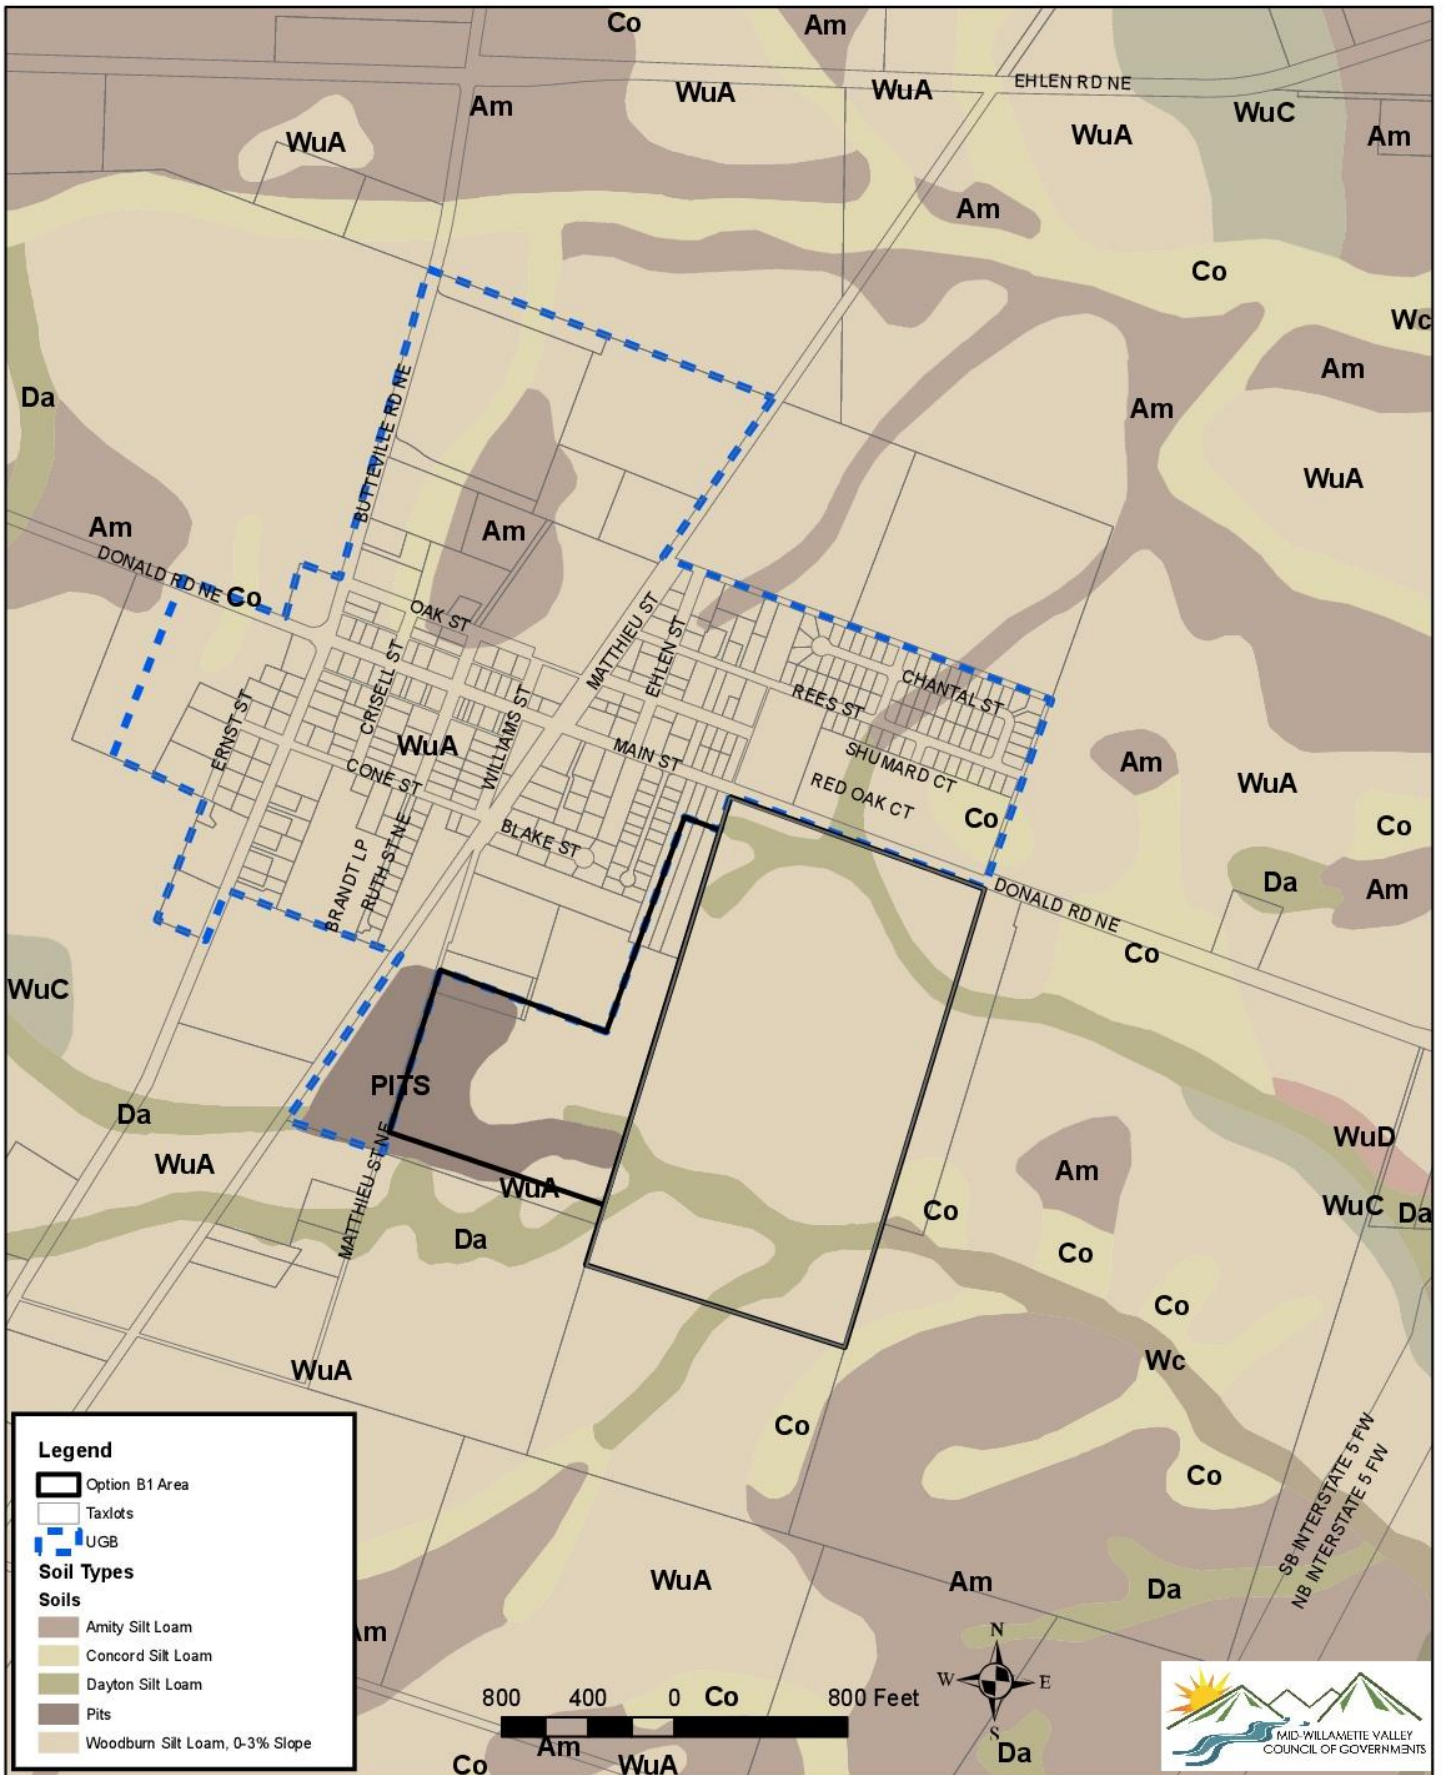 Co
Am
EHLEN RD NE
WuA
WuA
Am
WuC
WuA
Am
WuA
Am
Co
Wc
Am
Da
Am
BUTTEVILLE RD NE
WuA
Am
Am
DONALD RD NE
Co
OAK ST
MATTHIEU ST
EHLEN ST
CHANTAL ST
REES ST
CRISELL ST
ERNST ST
WILLIAMS ST
WuA
MAIN ST
SHUMARD CT
Am
WuA
CONE ST
RED OAK CT
Co
Co
BLAKE ST
BRANDT LP
RUTH ST NE
Da
Am
DONALD RD NE
Co
WuC
PITS
Da
WuD
MATTHIEU ST NE
WuA
Am
WuA
WuC
Da
Co
Da
Co
Co
Wc
WuA
Co
Co
SB INTERSTATE 5 FW
NB INTERSTATE 5 FW
WuA
Am
Da
Legend
Option B1 Area
Taxlots
UGB
Soil Types
Soils
Amity Silt Loam
Concord Silt Loam
Dayton Silt Loam
Pits
Woodburn Silt Loam, 0-3% Slope
N
W
E
S
800 400 0 Co 800 Feet
Am
Da
Co
WuA
MID-WILLAMETTE VALLEY
COUNCIL OF GOVERNMENTS